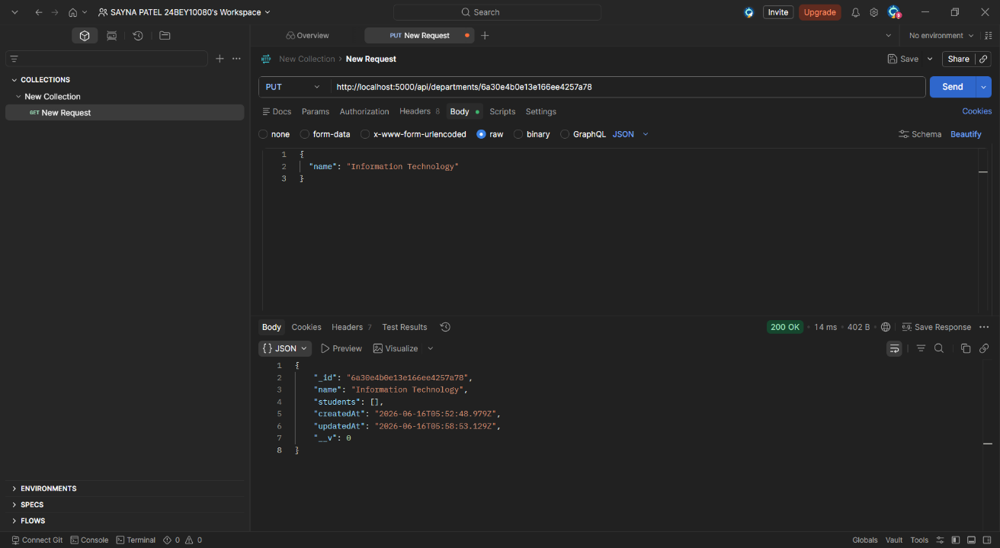 SAYNA PATEL 24BEY10080's Workspace
Search
Invite
Upgrade
Overview
PUT New Request
No environment
New Collection › New Request
Save
Share
COLLECTIONS
New Collection
GET New Request
PUT
http://localhost:5000/api/departments/6a30e4b0e13e166ee4257a78
Send
Docs Params Authorization Headers 8 Body Scripts Settings
Cookies
none form-data x-www-form-urlencoded raw binary GraphQL JSON
Schema Beautify
1 {
2 "name": "Information Technology"
3 }
Body Cookies Headers 7 Test Results
200 OK • 14 ms • 402 B
e.g. Save Response
{} JSON Preview Visualize
1 {
2 "_id": "6a30e4b0e13e166ee4257a78",
3 "name": "Information Technology",
4 "students": [],
5 "createdAt": "2026-06-16T05:52:48.979Z",
6 "updatedAt": "2026-06-16T05:58:53.129Z",
7 "__v": 0
8 }
ENVIRONMENTS
SPECS
FLOWS
Connect Git Console Terminal 0 0
Globals Vault Tools